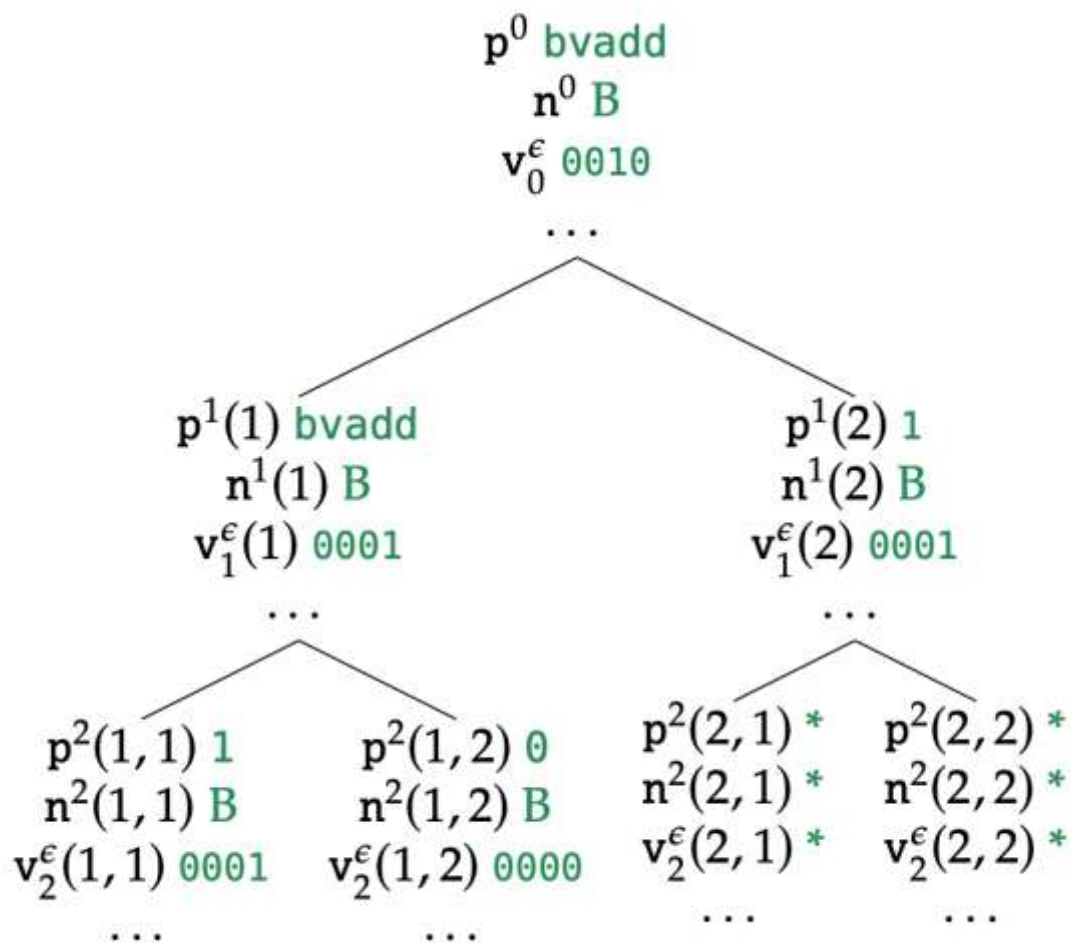 p⁰ bvadd
n⁰ B
v₀^ϵ 0010
...
p¹(1) bvadd
n¹(1) B
v₁^ϵ(1) 0001
...
p¹(2) 1
n¹(2) B
v₁^ϵ(2) 0001
...
p²(1, 1) 1
n²(1, 1) B
v₂^ϵ(1, 1) 0001
...
p²(1, 2) 0
n²(1, 2) B
v₂^ϵ(1, 2) 0000
...
p²(2, 1) *
n²(2, 1) *
v₂^ϵ(2, 1) *
...
p²(2, 2) *
n²(2, 2) *
v₂^ϵ(2, 2) *
...